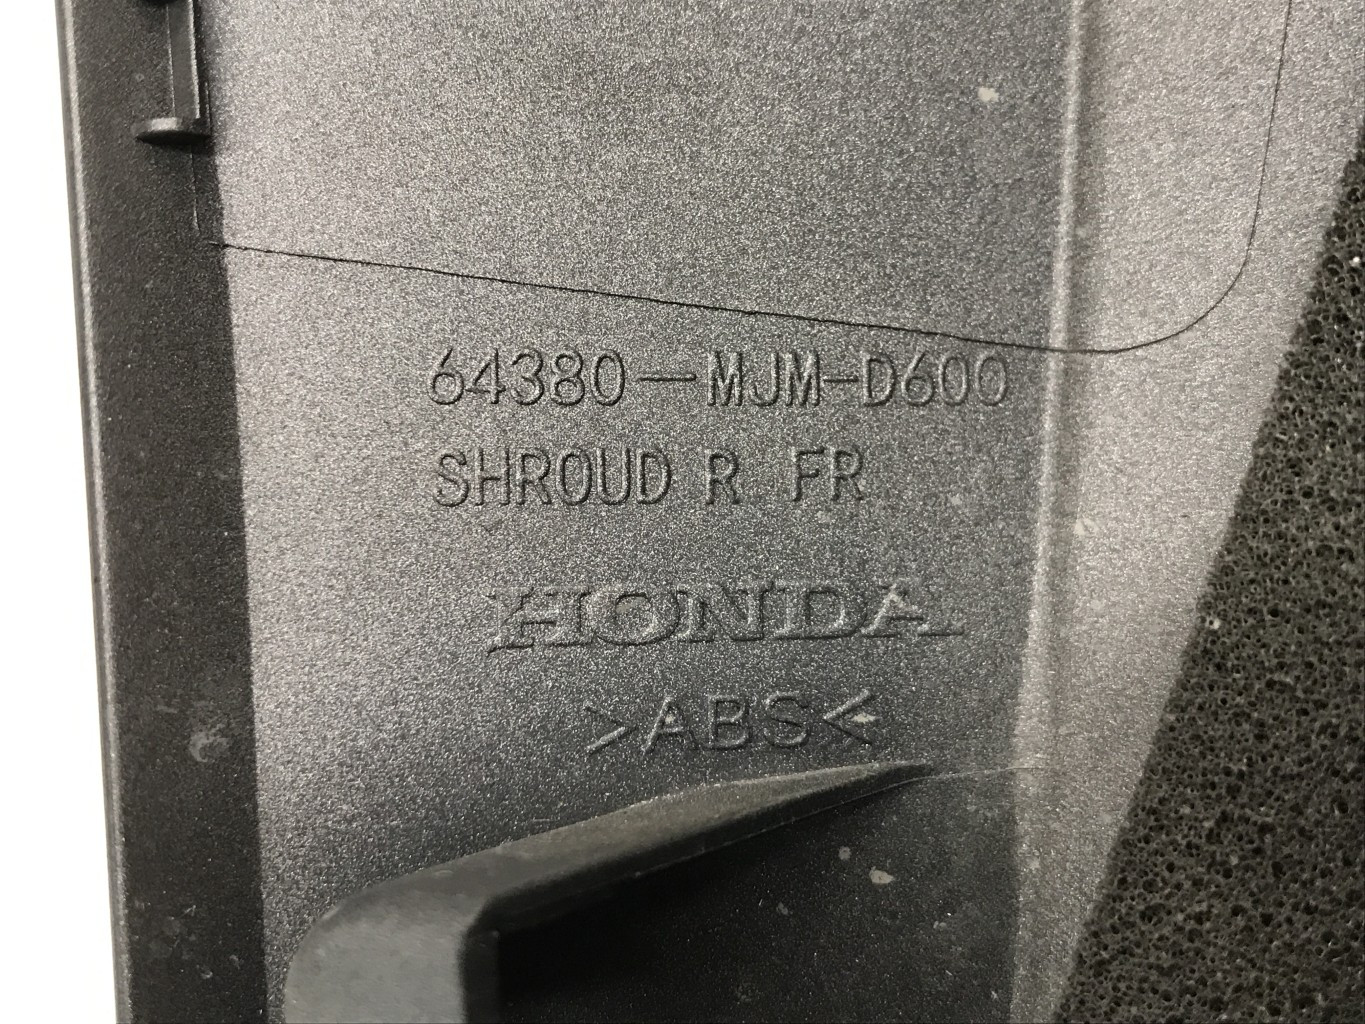 64380-MJM-D600
SHROUD R FR
HONDA
>ABS<